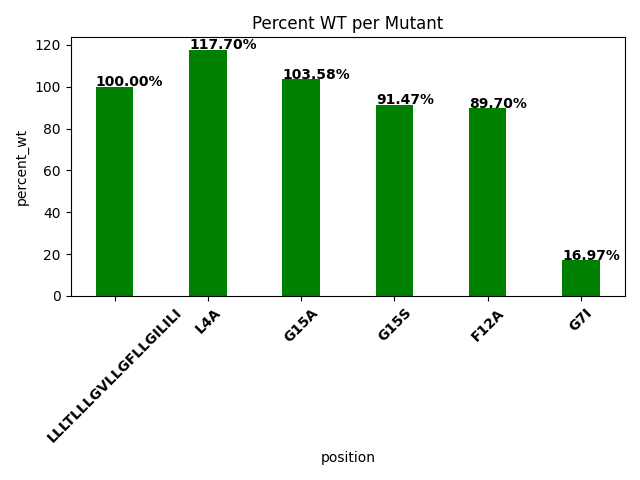 Percent WT per Mutant
percent_wt
120
100
80
60
40
20
0
100.00%
117.70%
103.58%
91.47%
89.70%
16.97%
LLLTLLLGVLLGFLLGILILI
L4A
G15A
G15S
F12A
G7I
position